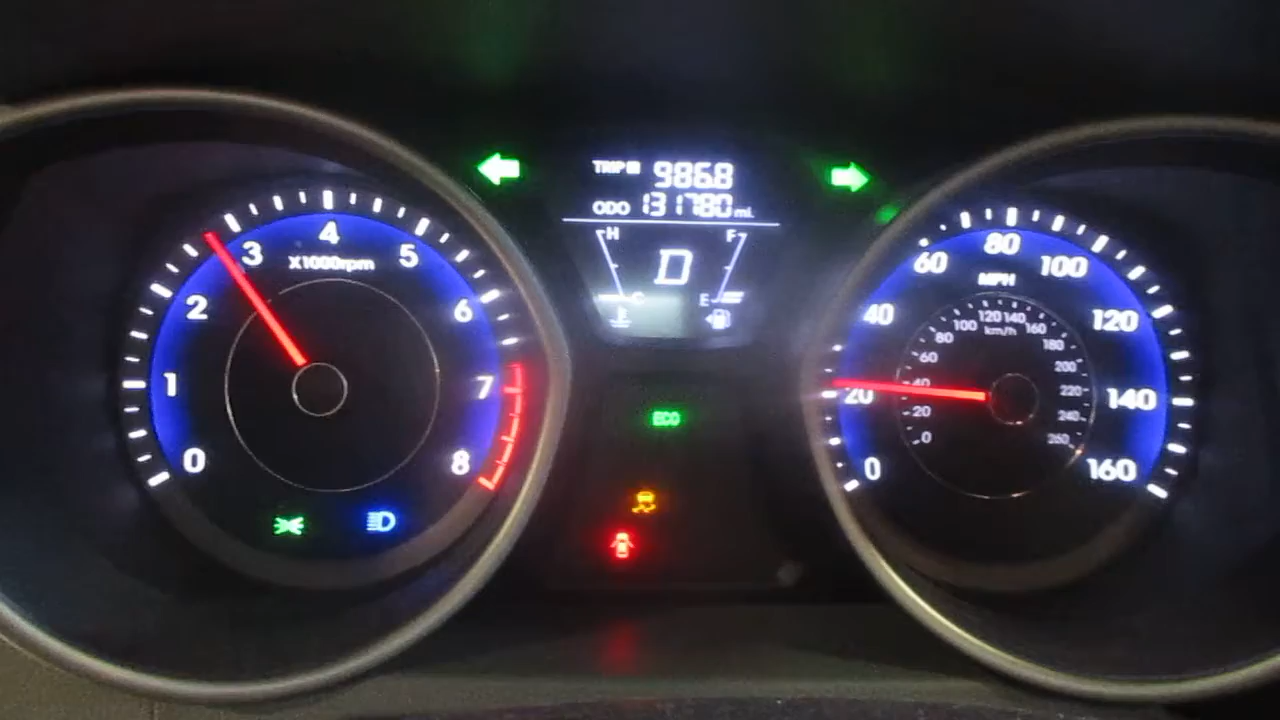 TRIP B 986.8
ODO 131780 mi.
H F
D
C E
0 1 2 3 4 5 6 7 8
X1000rpm
ECO
0 20 40 60 80 100 120 140 160
MPH
0 20 40 60 80 100 120 140 160 180 200 220 240 260
km/h